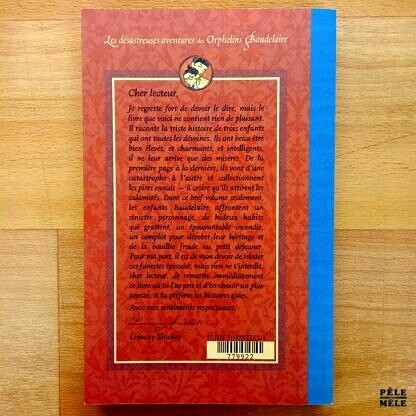 Les désastreuses aventures des Orphelins Baudelaire
Cher lecteur,
Je regrette fort de devoir le dire, mais le
livre que voici ne contient rien de plaisant.
Il raconte la triste histoire de trois enfants
qui ont toutes les déveines. Ils ont beau être
bien élevés, et charmants, et intelligents,
il ne leur arrive que des misères. De la
première page à la dernière, ils vont d'une
catastrophe à l'autre et collectionnent
les pires ennuis – à croire qu'ils attirent les
calamités. Dans ce bref volume seulement,
les enfants Baudelaire affrontent un
sinistre personnage, de hideux habits
qui grattent, un épouvantable incendie,
un complot pour dérober leur héritage et
de la bouillie froide au petit déjeuner.
Pour ma part, il est de mon devoir de relater
ces funestes épisodes, mais rien ne t'interdit,
cher lecteur, de remettre immédiatement
ce livre où tu l'as pris et d'en choisir un plus
joyeux, si tu préfères les histoires gaies.
Avec mes sentiments respectueux,
Lemony Snicket
Lemony Snicket
ISBN
779922
PÊLE
MÊLE